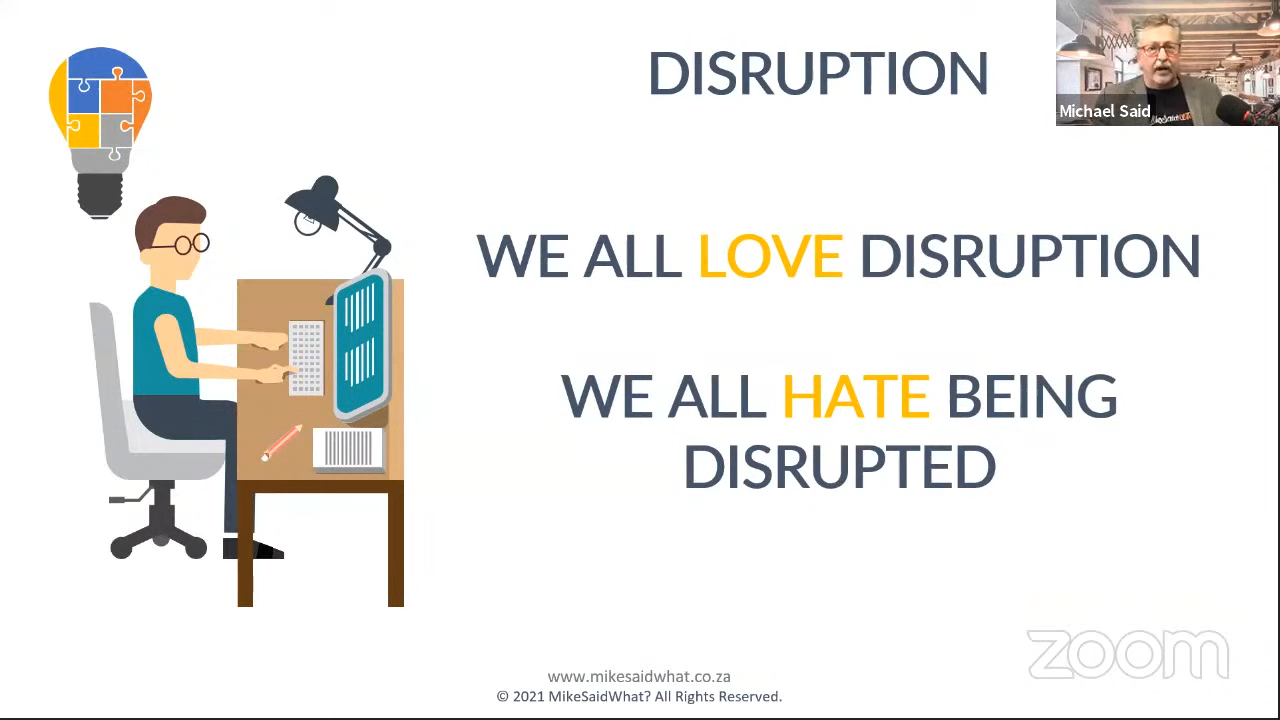 DISRUPTION
Michael Said
WE ALL LOVE DISRUPTION
WE ALL HATE BEING
DISRUPTED
zoom
www.mikesaidwhat.co.za
© 2021 MikeSaidWhat? All Rights Reserved.